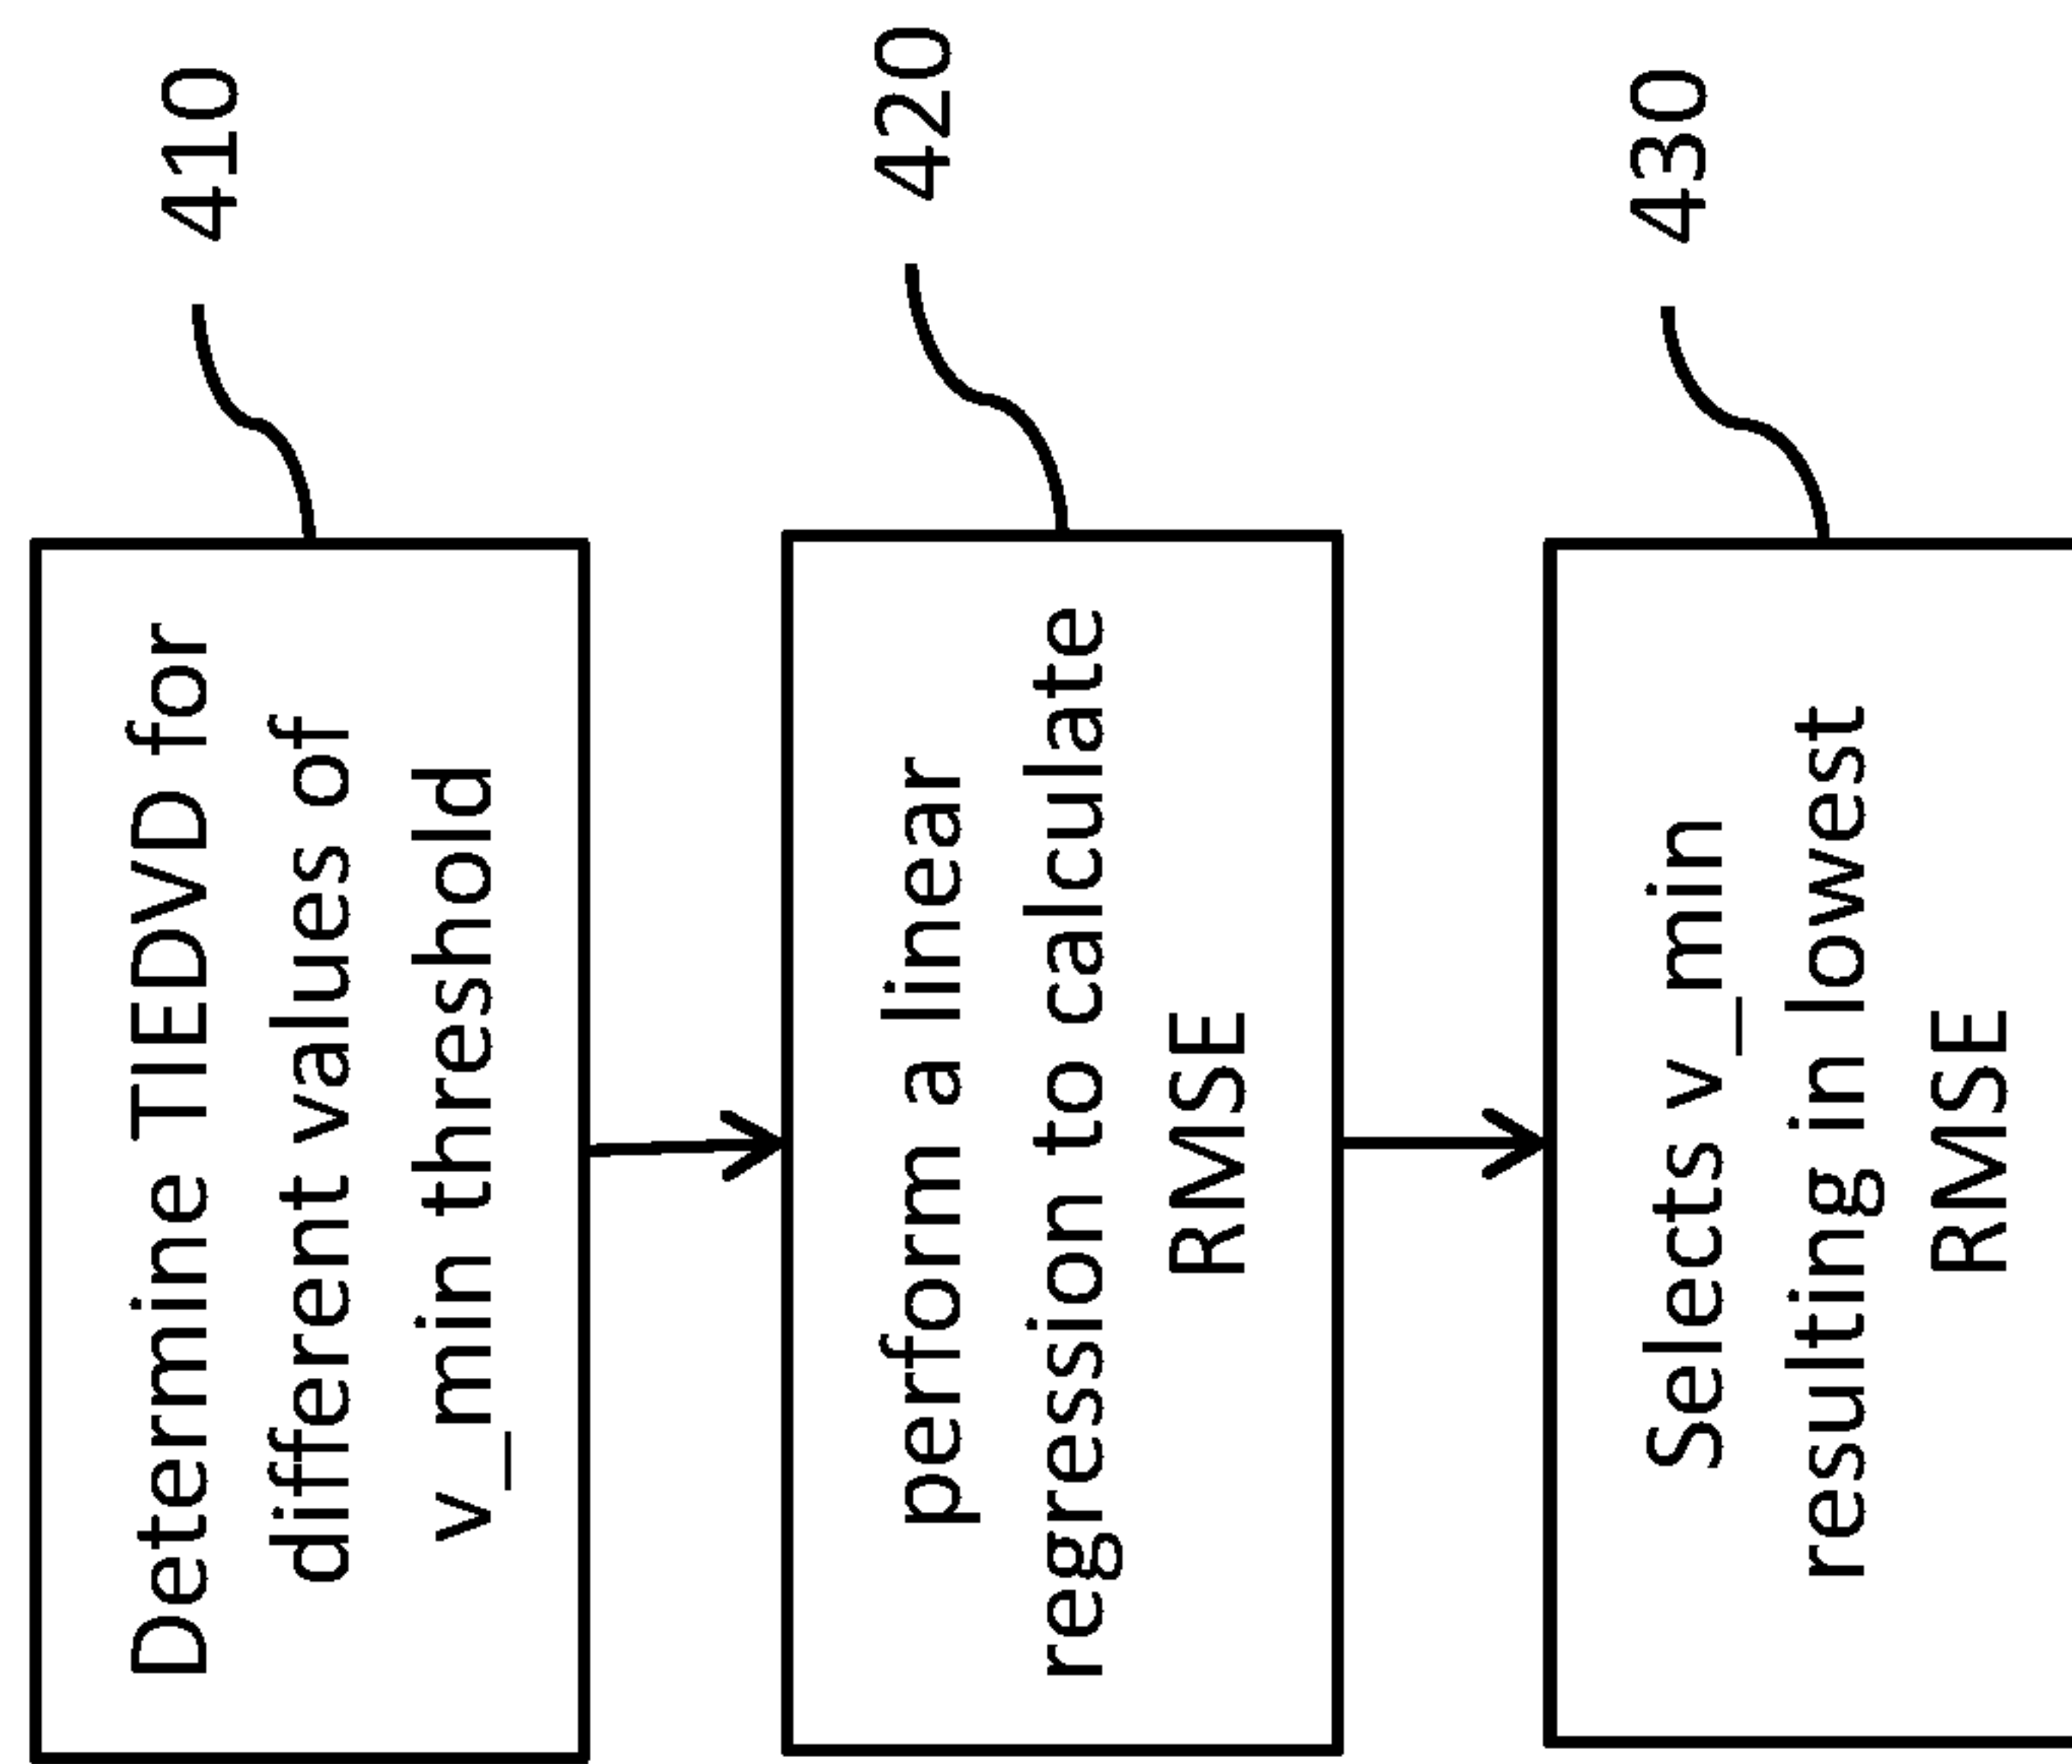 410
Determine TIEDVD for
different values of
v_min threshold
420
perform a linear
regression to calculate
RMSE
430
Selects v_min
resulting in lowest
RMSE